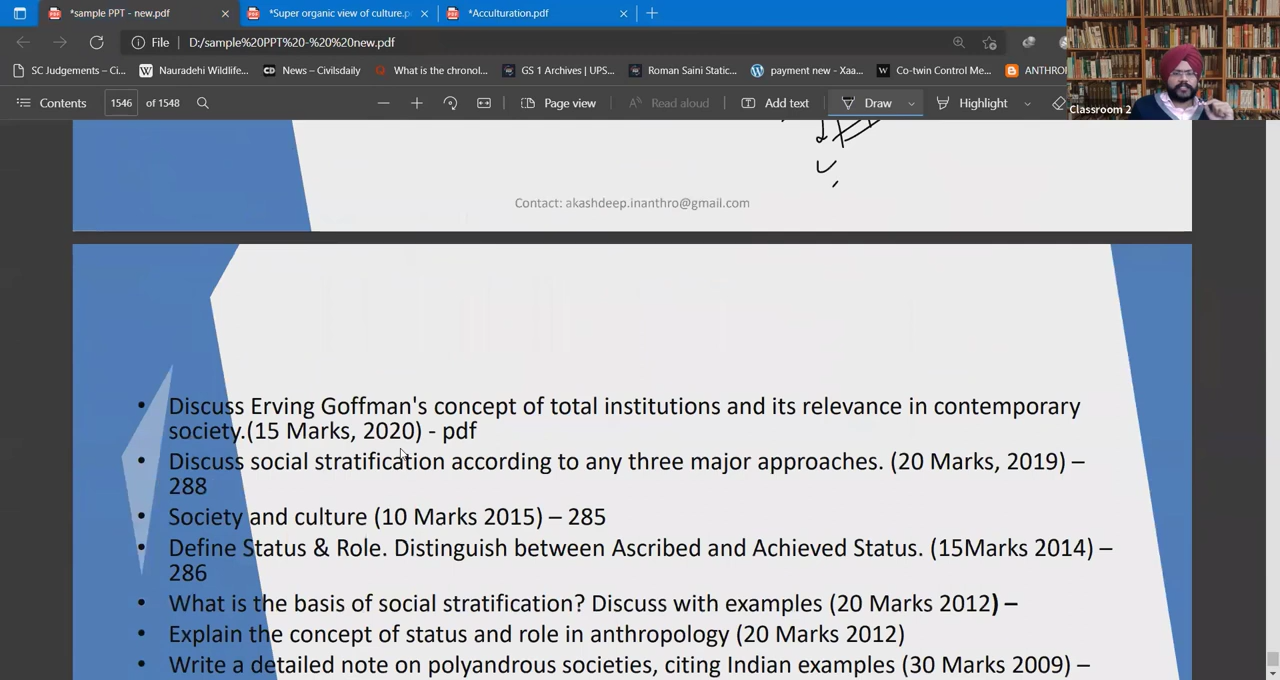 *sample PPT - new.pdf
*Super organic view of culture.p
*Acculturation.pdf
File
D:/sample%20PPT%20-%20%20new.pdf
SC Judgements – Ci...
Nauradehi Wildlife...
News – Civilsdaily
What is the chronol...
GS 1 Archives | UPS...
Roman Saini Static...
payment new - Xaa...
Co-twin Control Me...
ANTHRO
Contents
1546
of 1548
Page view
Read aloud
Add text
Draw
Highlight
Classroom 2
Contact: akashdeep.inanthro@gmail.com
• Discuss Erving Goffman's concept of total institutions and its relevance in contemporary
society.(15 Marks, 2020) - pdf
• Discuss social stratification according to any three major approaches. (20 Marks, 2019) –
288
• Society and culture (10 Marks 2015) – 285
• Define Status & Role. Distinguish between Ascribed and Achieved Status. (15Marks 2014) –
286
• What is the basis of social stratification? Discuss with examples (20 Marks 2012) –
• Explain the concept of status and role in anthropology (20 Marks 2012)
• Write a detailed note on polyandrous societies, citing Indian examples (30 Marks 2009) –